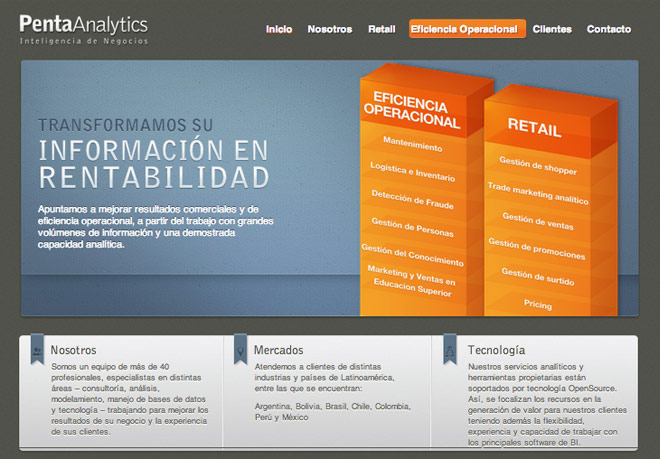 PentaAnalytics
Inteligencia de Negocios
Inicio Nosotros Retail Eficiencia Operacional Clientes Contacto
TRANSFORMAMOS SU
INFORMACIÓN EN
RENTABILIDAD
Apuntamos a mejorar resultados comerciales y de
eficiencia operacional, a partir del trabajo con grandes
volúmenes de información y una demostrada
capacidad analítica.
EFICIENCIA
OPERACIONAL
Mantenimiento
Logística e Inventario
Detección de Fraude
Gestión de Personas
Gestión del Conocimiento
Marketing y Ventas en
Educacion Superior
RETAIL
Gestión de shopper
Trade marketing analítico
Gestión de ventas
Gestión de promociones
Gestión de surtido
Pricing
Nosotros
Somos un equipo de más de 40
profesionales, especialistas en distintas
áreas – consultoría, análisis,
modelamiento, manejo de bases de datos
y tecnología – trabajando para mejorar los
resultados de su negocio y la experiencia
de sus clientes.
Mercados
Atendemos a clientes de distintas
industrias y países de Latinoamérica,
entre las que se encuentran:
Argentina, Bolivia, Brasil, Chile, Colombia,
Perú y México
Tecnología
Nuestros servicios analíticos y
herramientas propietarias están
soportados por tecnología OpenSource.
Así, se focalizan los recursos en la
generación de valor para nuestros clientes
teniendo además la flexibilidad,
experiencia y capacidad de trabajar con
los principales software de BI.